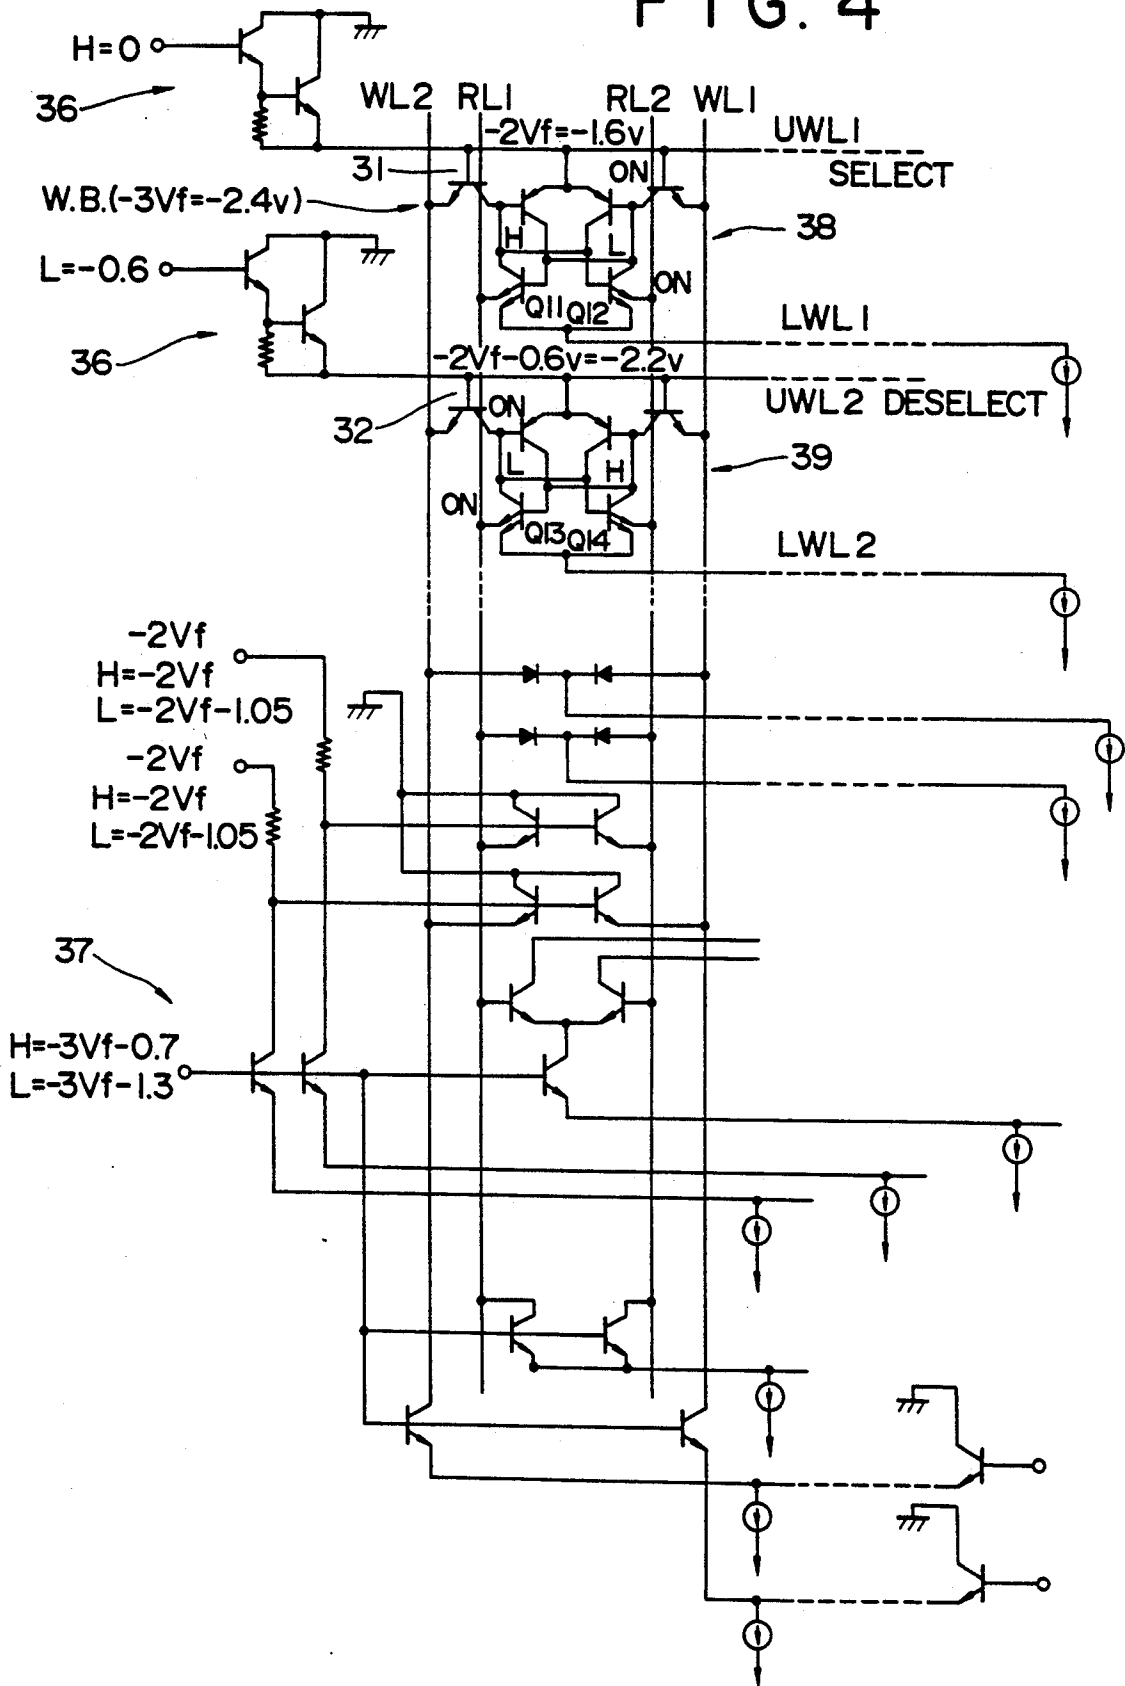 FIG. 4
H=0
36
WL2 RL1 RL2 WL1
-2Vf=-1.6v
UWL1
SELECT
31
ON
W.B.(-3Vf=-2.4v)
38
H L
L=-0.6
ON
Q11 Q12
LWL1
36
-2Vf-0.6v=-2.2v
UWL2 DESELECT
32
ON
39
L H
ON
Q13 Q14
LWL2
-2Vf
H=-2Vf
L=-2Vf-1.05
-2Vf
H=-2Vf
L=-2Vf-1.05
37
H=-3Vf-0.7
L=-3Vf-1.3